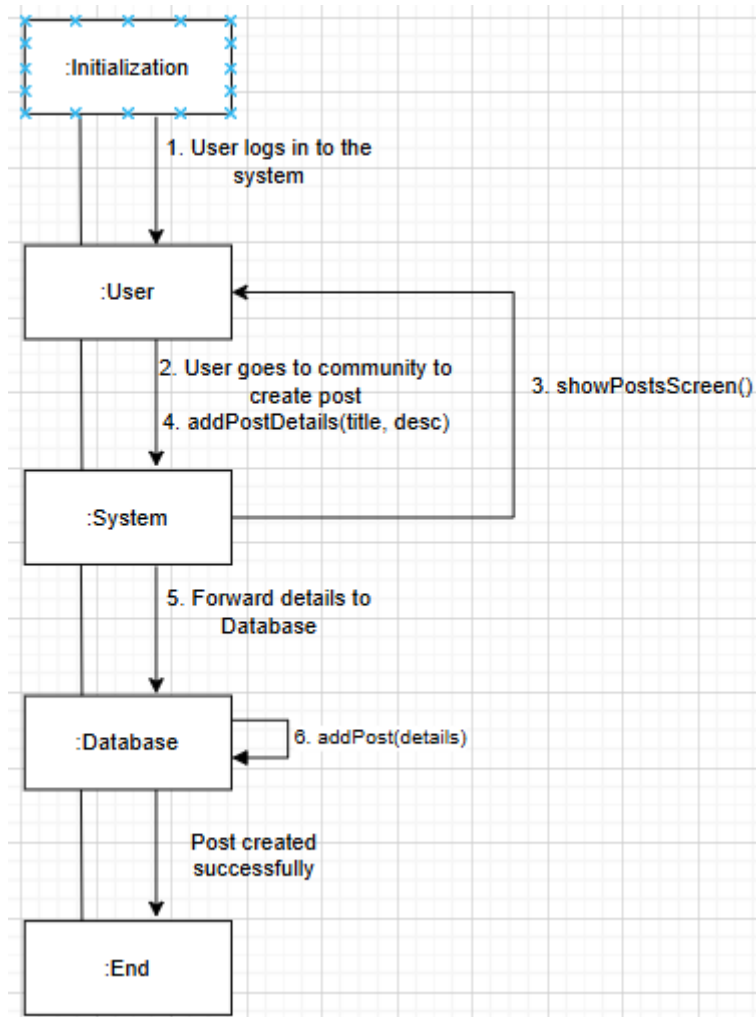 :Initialization
1. User logs in to the
system
:User
2. User goes to community to
create post
3. showPostsScreen()
4. addPostDetails(title, desc)
:System
5. Forward details to
Database
:Database
6. addPost(details)
Post created
successfully
:End